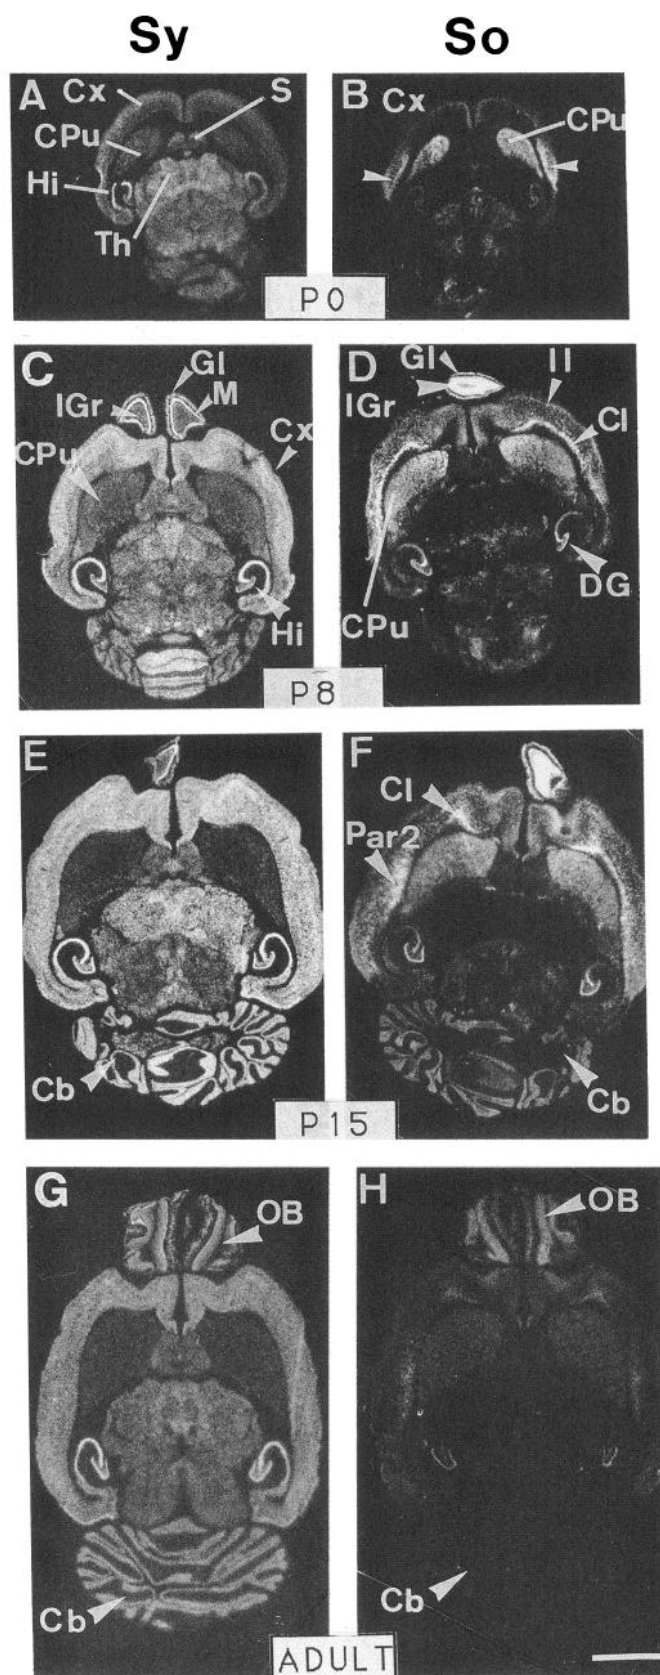 Sy So
A Cx S
CPu
Hi
Th
B Cx
CPu
P0
C Gl
IGr M
Cx
CPu
Hi
Gl D II
IGr
Cl
DG
CPu
P8
E
Cb
F
Cl
Par2
Cb
P15
G
OB
Cb
H
OB
Cb
ADULT